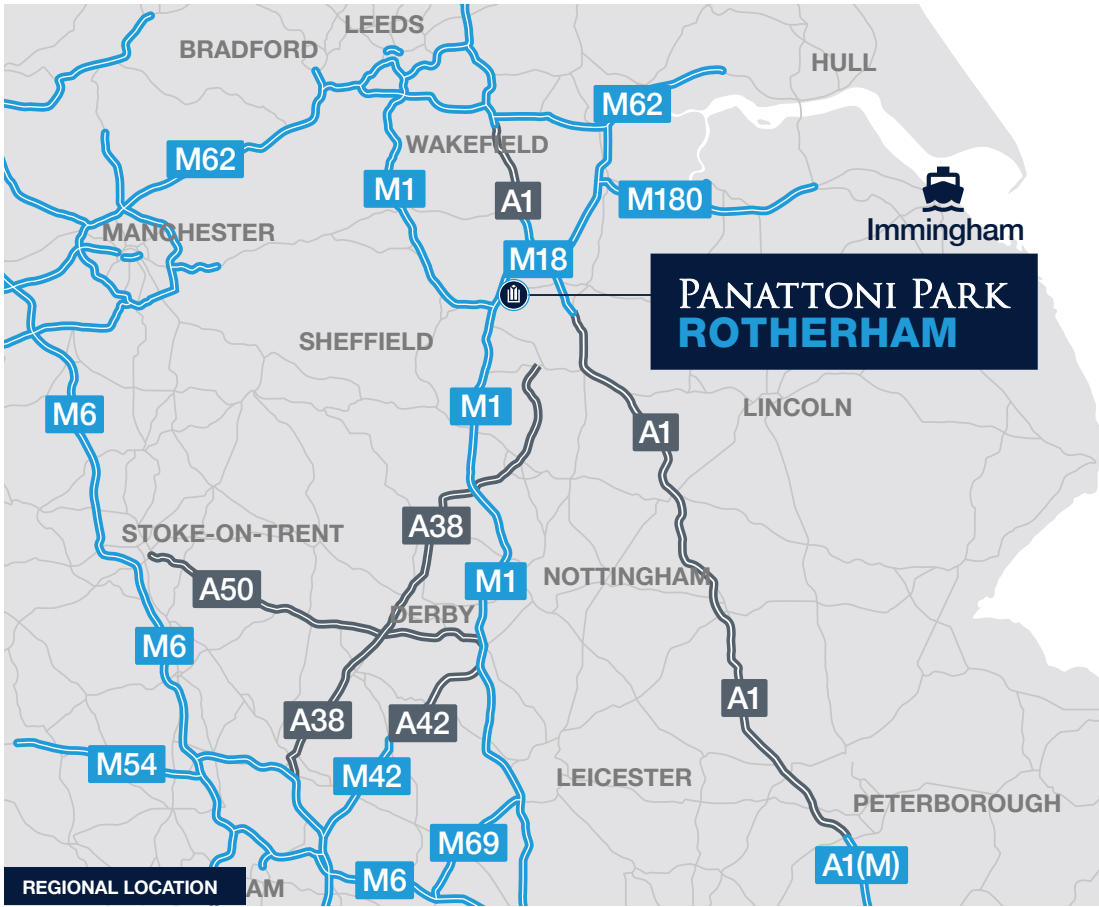 LEEDS
BRADFORD
HULL
M62
WAKEFIELD
M62
M1
A1
M180
Immingham
MANCHESTER
M18
PANATTONI PARK
ROTHERHAM
SHEFFIELD
M6
M1
LINCOLN
A1
A38
STOKE-ON-TRENT
NOTTINGHAM
M1
A50
DERBY
M6
A1
A38
A42
M54
M42
LEICESTER
PETERBOROUGH
M69
A1(M)
M6
REGIONAL LOCATION
AM